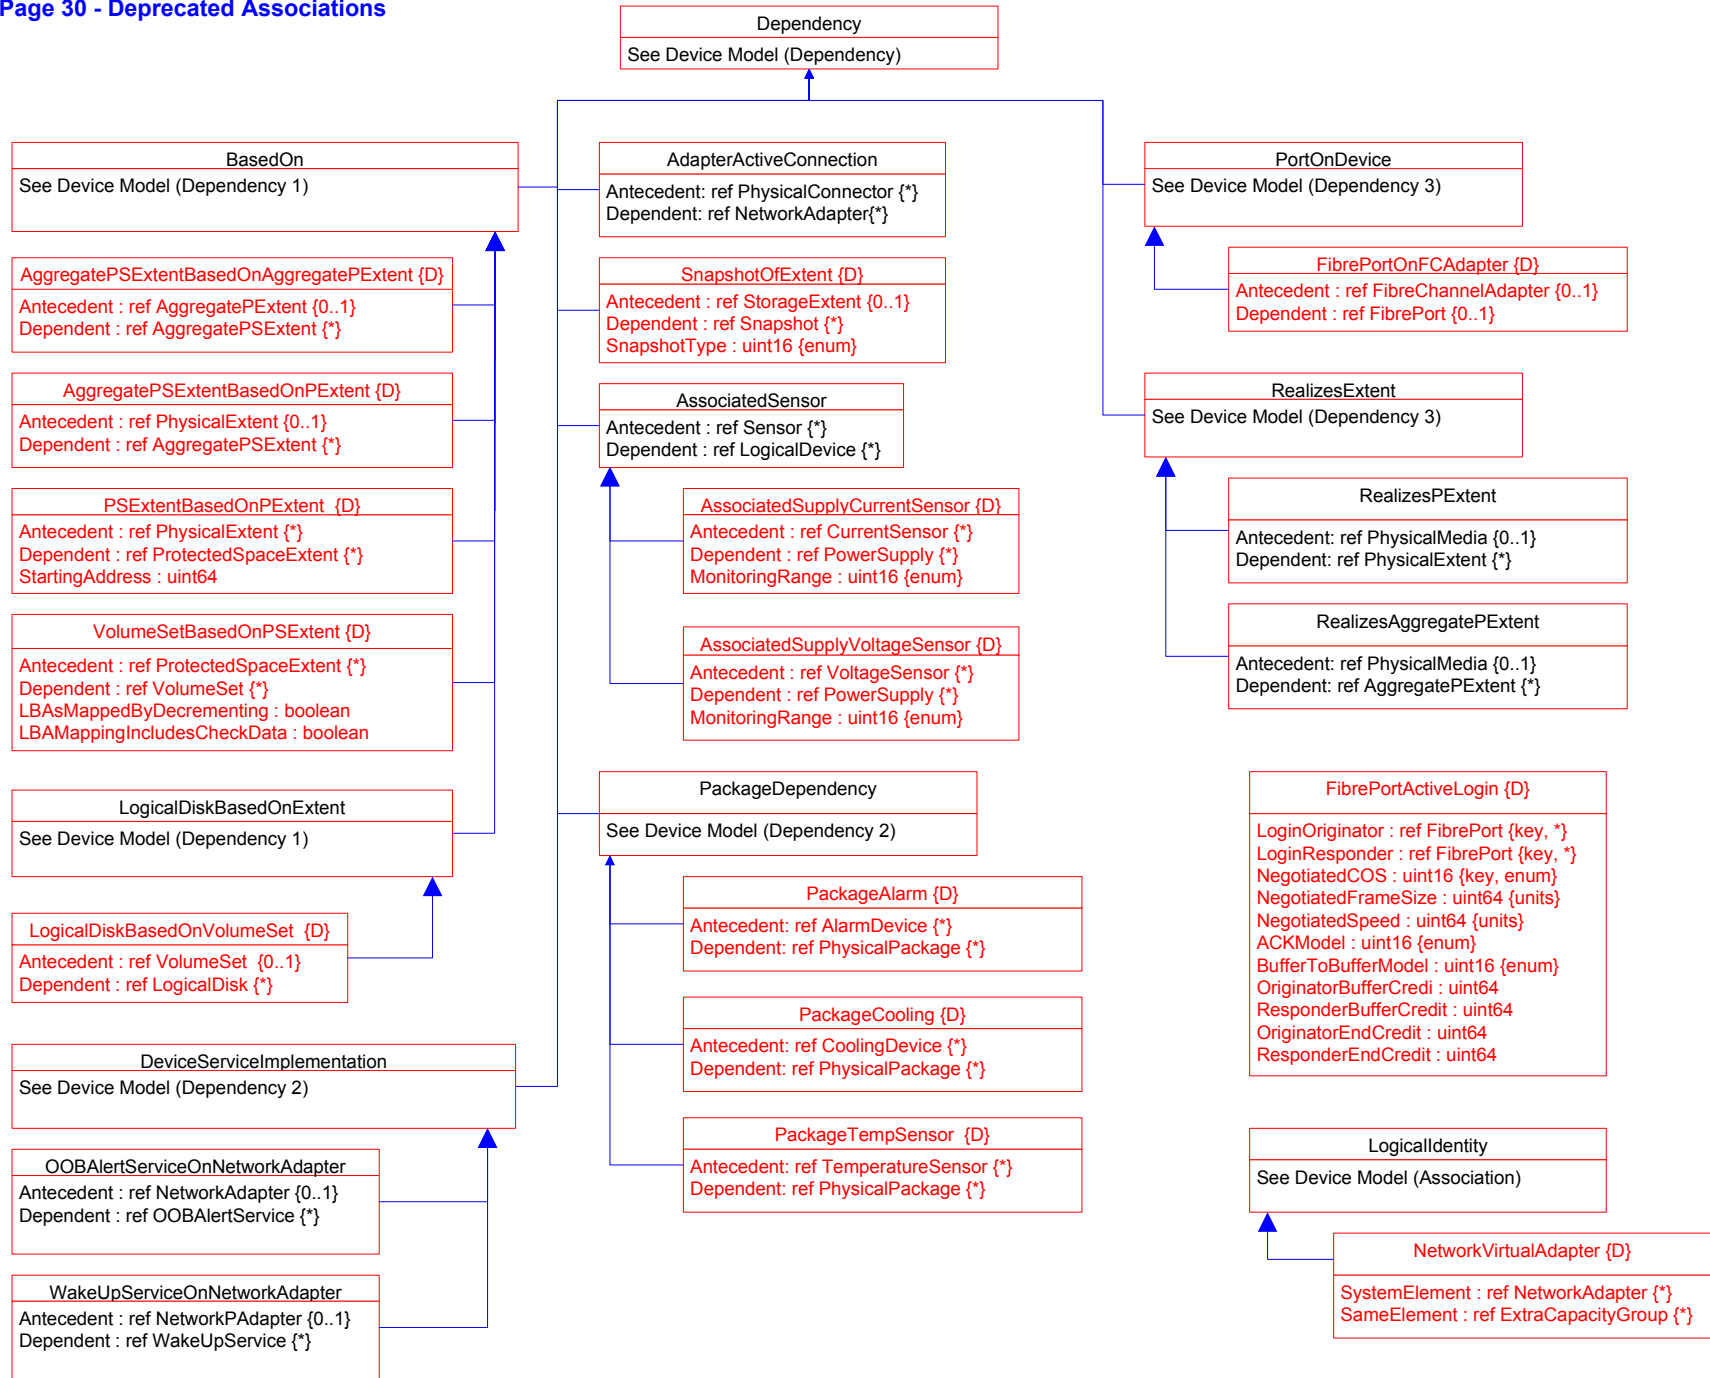 Page 30 - Deprecated Associations
Dependency
See Device Model (Dependency)
BasedOn
See Device Model (Dependency 1)
AggregatePSExtentBasedOnAggregatePExtent {D}
Antecedent : ref AggregatePExtent {0..1}
Dependent : ref AggregatePSExtent {*}
AggregatePSExtentBasedOnPExtent {D}
Antecedent : ref PhysicalExtent {0..1}
Dependent : ref AggregatePSExtent {*}
PSExtentBasedOnPExtent {D}
Antecedent : ref PhysicalExtent {*}
Dependent : ref ProtectedSpaceExtent {*}
StartingAddress : uint64
VolumeSetBasedOnPSExtent {D}
Antecedent : ref ProtectedSpaceExtent {*}
Dependent : ref VolumeSet {*}
LBAsMappedByDecrementing : boolean
LBAMappingIncludesCheckData : boolean
LogicalDiskBasedOnExtent
See Device Model (Dependency 1)
LogicalDiskBasedOnVolumeSet {D}
Antecedent : ref VolumeSet {0..1}
Dependent : ref LogicalDisk {*}
DeviceServiceImplementation
See Device Model (Dependency 2)
OOBAlertServiceOnNetworkAdapter
Antecedent : ref NetworkAdapter {0..1}
Dependent : ref OOBAlertService {*}
WakeUpServiceOnNetworkAdapter
Antecedent : ref NetworkPAdapter {0..1}
Dependent : ref WakeUpService {*}
AdapterActiveConnection
Antecedent: ref PhysicalConnector {*}
Dependent: ref NetworkAdapter{*}
SnapshotOfExtent {D}
Antecedent : ref StorageExtent {0..1}
Dependent : ref Snapshot {*}
SnapshotType : uint16 {enum}
AssociatedSensor
Antecedent : ref Sensor {*}
Dependent : ref LogicalDevice {*}
AssociatedSupplyCurrentSensor {D}
Antecedent : ref CurrentSensor {*}
Dependent : ref PowerSupply {*}
MonitoringRange : uint16 {enum}
AssociatedSupplyVoltageSensor {D}
Antecedent : ref VoltageSensor {*}
Dependent : ref PowerSupply {*}
MonitoringRange : uint16 {enum}
PackageDependency
See Device Model (Dependency 2)
PackageAlarm {D}
Antecedent : ref AlarmDevice {*}
Dependent: ref PhysicalPackage {*}
PackageCooling {D}
Antecedent: ref CoolingDevice {*}
Dependent: ref PhysicalPackage {*}
PackageTempSensor {D}
Antecedent: ref TemperatureSensor {*}
Dependent: ref PhysicalPackage {*}
PortOnDevice
See Device Model (Dependency 3)
FibrePortOnFCAdapter {D}
Antecedent : ref FibreChannelAdapter {0..1}
Dependent : ref FibrePort {0..1}
RealizesExtent
See Device Model (Dependency 3)
RealizesPExtent
Antecedent: ref PhysicalMedia {0..1}
Dependent: ref PhysicalExtent {*}
RealizesAggregatePExtent
Antecedent: ref PhysicalMedia {0..1}
Dependent: ref AggregatePExtent {*}
FibrePortActiveLogin {D}
LoginOriginator : ref FibrePort {key, *}
LoginResponder : ref FibrePort {key, *}
NegotiatedCOS : uint16 {key, enum}
NegotiatedFrameSize : uint64 {units}
NegotiatedSpeed : uint64 {units}
ACKModel : uint16 {enum}
BufferToBufferModel : uint16 {enum}
OriginatorBufferCredi : uint64
ResponderBufferCredit : uint64
OriginatorEndCredit : uint64
ResponderEndCredit : uint64
LogicalIdentity
See Device Model (Association)
NetworkVirtualAdapter {D}
SystemElement : ref NetworkAdapter {*}
SameElement : ref ExtraCapacityGroup {*}